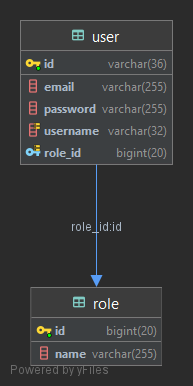 user
id varchar(36)
email varchar(255)
password varchar(255)
username varchar(32)
role_id bigint(20)
role_id:id
role
id bigint(20)
name varchar(255)
Powered by yFiles